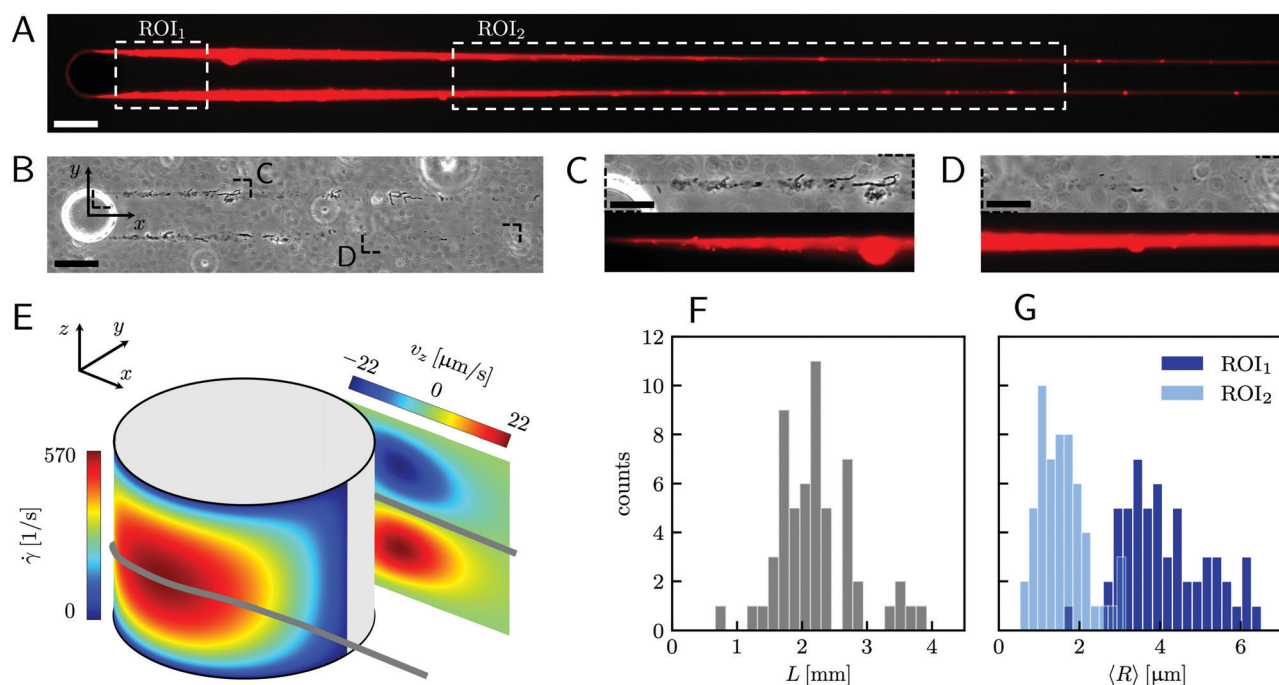 A
ROI₁
ROI₂
B
y
x
C
D
C
D
E
z
y
x
v_z [μm/s]
−22
0
22
570
γ̇ [1/s]
0
F
12
10
8
6
4
2
0
counts
0 1 2 3 4
L [mm]
G
ROI₁
ROI₂
0 2 4 6
⟨R⟩ [μm]